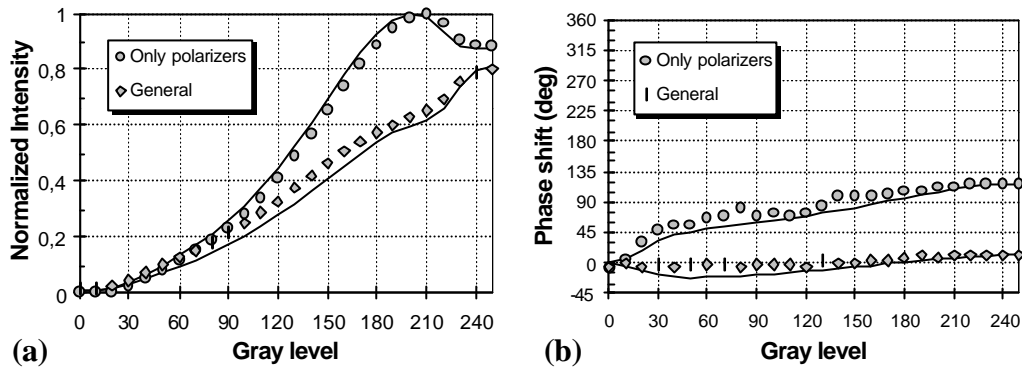 1
0,8
0,6
0,4
0,2
0
Normalized Intensity
Only polarizers
General
0 30 60 90 120 150 180 210 240
Gray level
(a)
360
315
270
225
180
135
90
45
0
-45
Phase shift (deg)
Only polarizers
General
0 30 60 90 120 150 180 210 240
Gray level
(b)